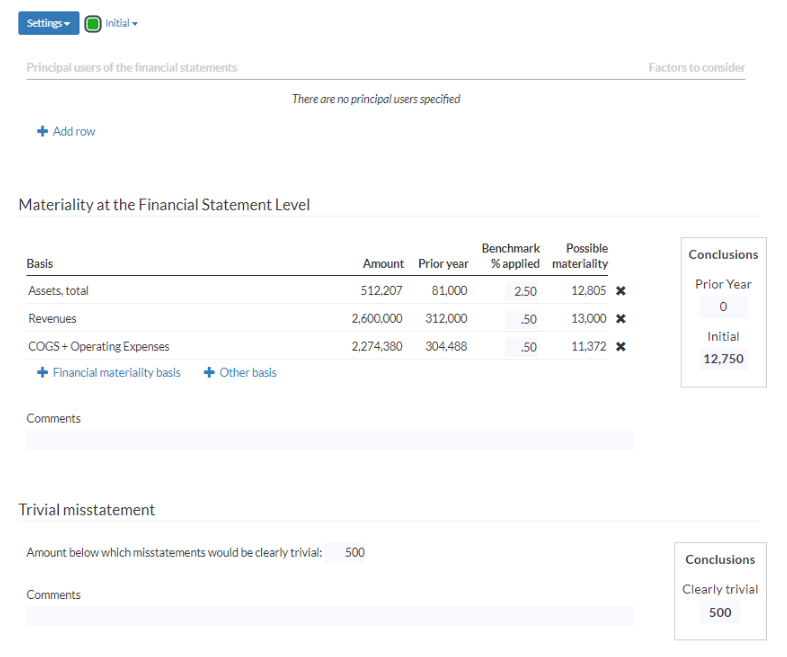 Settings Initial
Principal users of the financial statements Factors to consider
There are no principal users specified
Add row
Materiality at the Financial Statement Level
Basis Amount Prior year Benchmark % applied Possible materiality
Assets, total 512,207 81,000 2.50 12,805
Revenues 2,600,000 312,000 .50 13,000
COGS + Operating Expenses 2,274,380 304,488 .50 11,372
Financial materiality basis Other basis
Conclusions
Prior Year
0
Initial
12,750
Comments
Trivial misstatement
Amount below which misstatements would be clearly trivial: 500
Comments
Conclusions
Clearly trivial
500